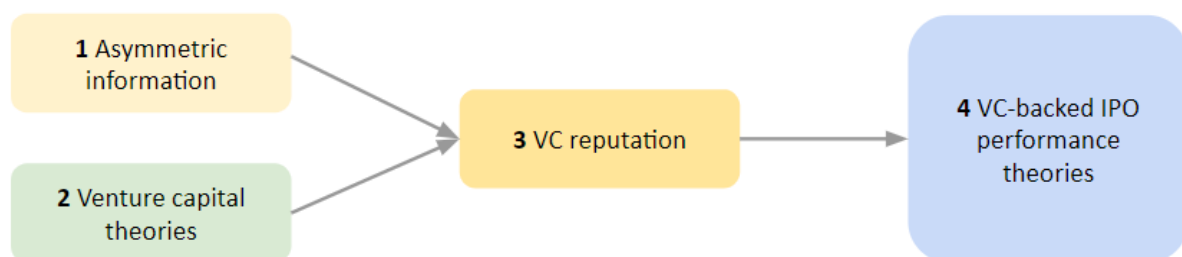 1 Asymmetric
information
2 Venture capital
theories
3 VC reputation
4 VC-backed IPO
performance
theories